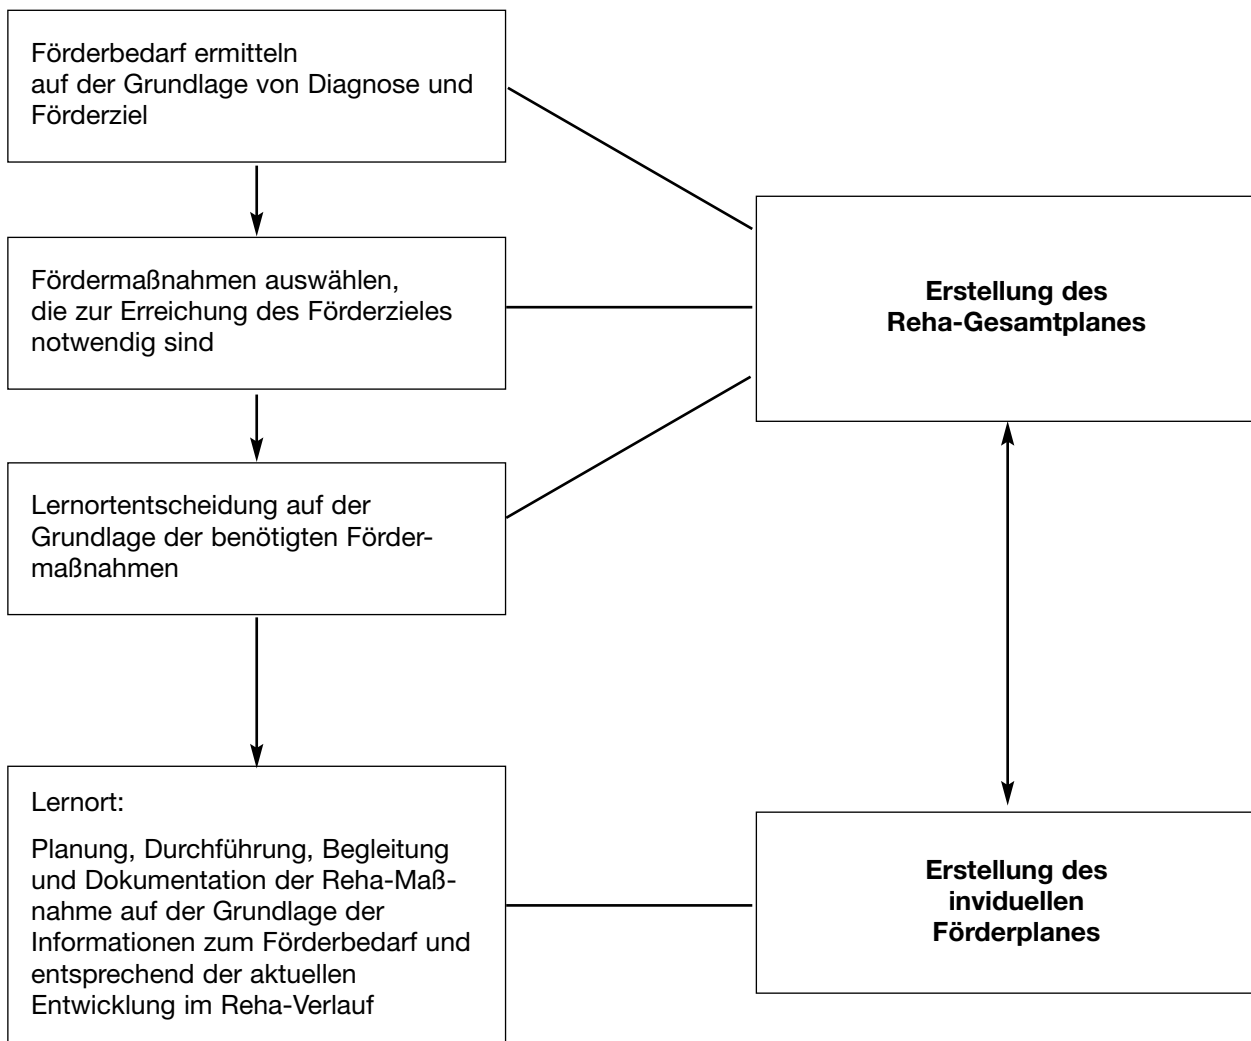 Förderbedarf ermitteln
auf der Grundlage von Diagnose und
Förderziel
Fördermaßnahmen auswählen,
die zur Erreichung des Förderzieles
notwendig sind
Lernortentscheidung auf der
Grundlage der benötigten Förder-
maßnahmen
Lernort:
Planung, Durchführung, Begleitung
und Dokumentation der Reha-Maß-
nahme auf der Grundlage der
Informationen zum Förderbedarf und
entsprechend der aktuellen
Entwicklung im Reha-Verlauf
Erstellung des
Reha-Gesamtplanes
Erstellung des
inviduellen
Förderplanes